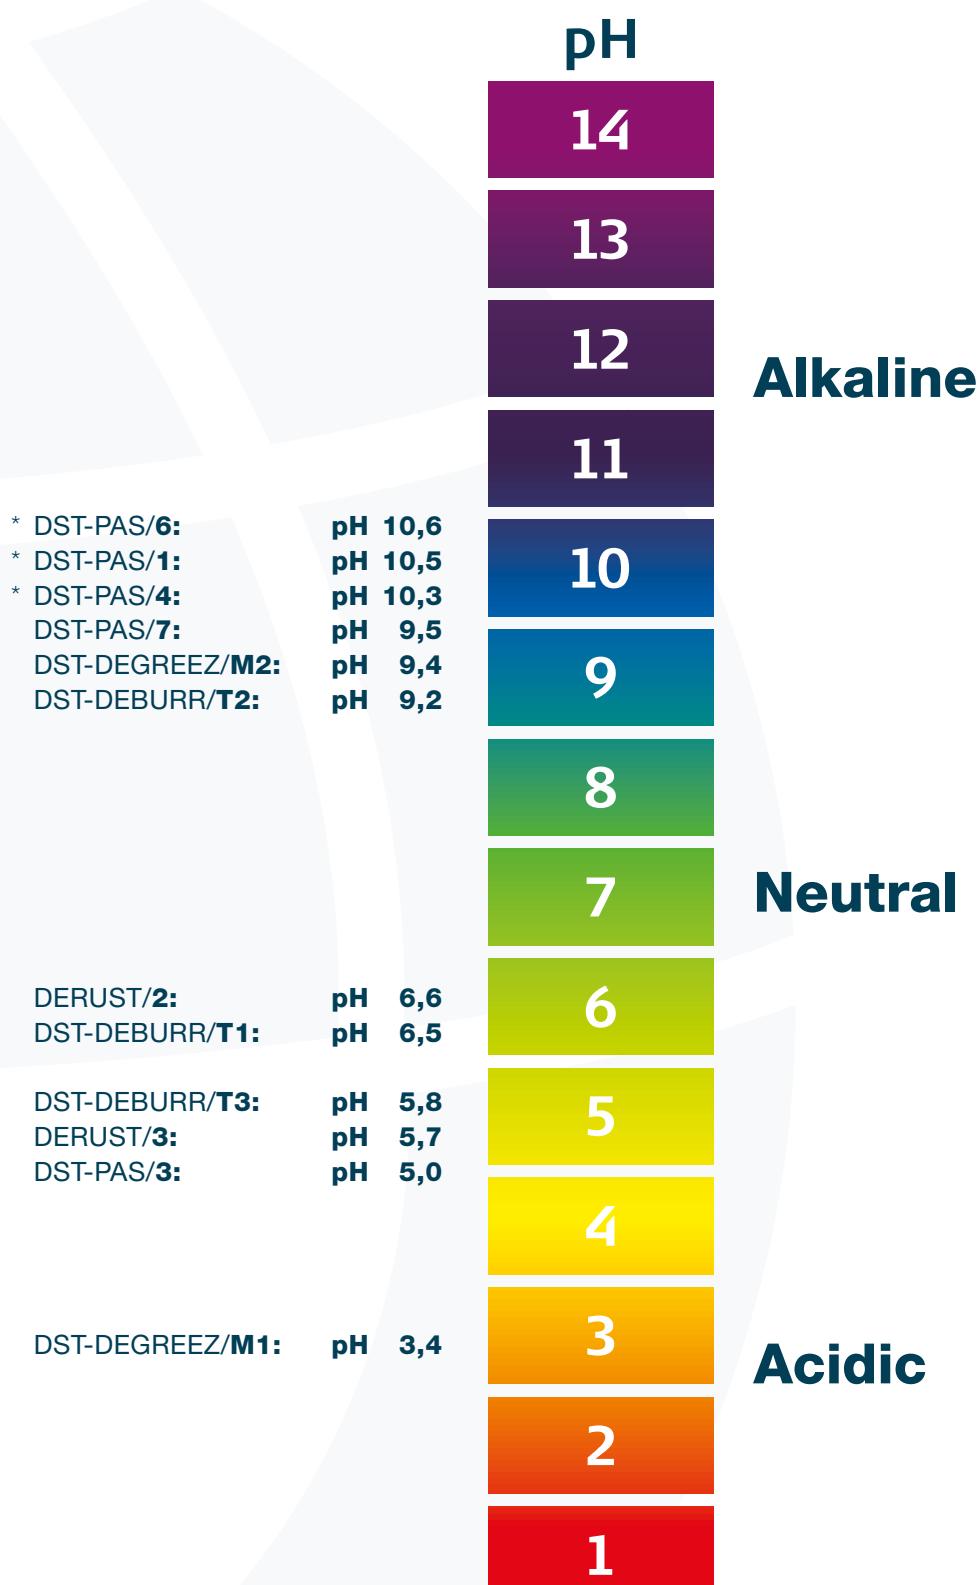 pH
14
13
12
Alkaline
11
* DST-PAS/6: pH 10,6
* DST-PAS/1: pH 10,5
* DST-PAS/4: pH 10,3
10
DST-PAS/7: pH 9,5
DST-DEGREEZ/M2: pH 9,4
DST-DEBURR/T2: pH 9,2
9
8
7
Neutral
DERUST/2: pH 6,6
DST-DEBURR/T1: pH 6,5
6
DST-DEBURR/T3: pH 5,8
DERUST/3: pH 5,7
DST-PAS/3: pH 5,0
5
4
DST-DEGREEZ/M1: pH 3,4
3
Acidic
2
1